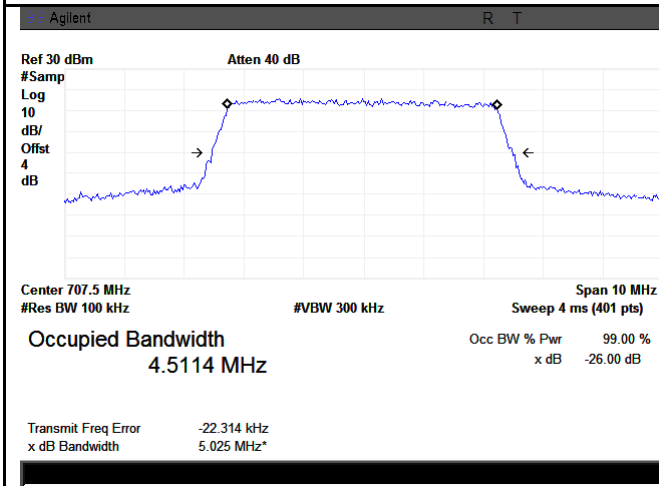 Agilent R T
Ref 30 dBm Atten 40 dB
#Samp
Log
10
dB/
Offst
4
dB
Center 707.5 MHz Span 10 MHz
#Res BW 100 kHz #VBW 300 kHz Sweep 4 ms (401 pts)
Occupied Bandwidth Occ BW % Pwr 99.00 %
4.5114 MHz x dB -26.00 dB
Transmit Freq Error -22.314 kHz
x dB Bandwidth 5.025 MHz*